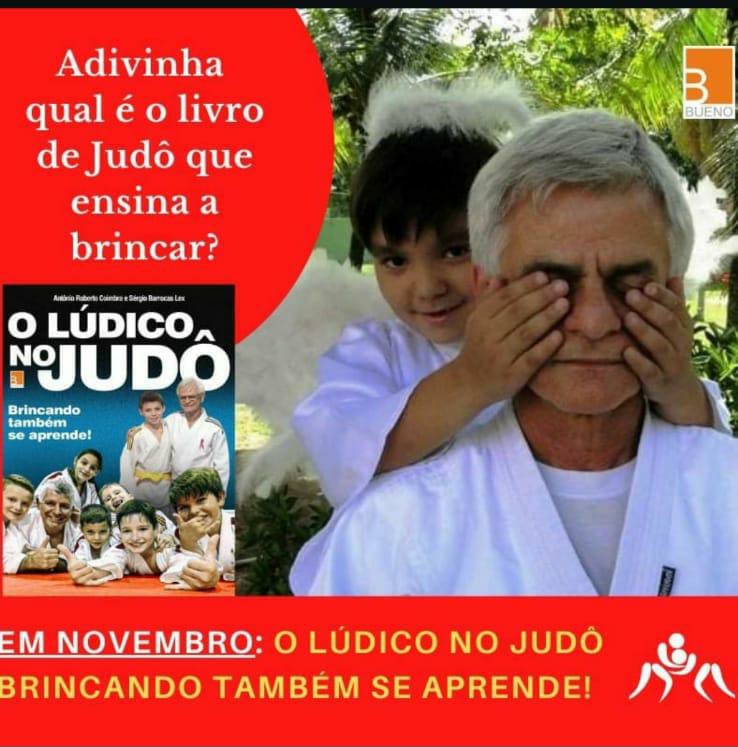 Adivinha
qual é o livro
de Judô que
ensina a
brincar?
B
BUENO
Antônio Roberto Coimbra e Sérgio Barrocas Lex
O LÚDICO
NO JUDÔ
B
Brincando
também
se aprende!
EM NOVEMBRO: O LÚDICO NO JUDÔ
BRINCANDO TAMBÉM SE APRENDE!